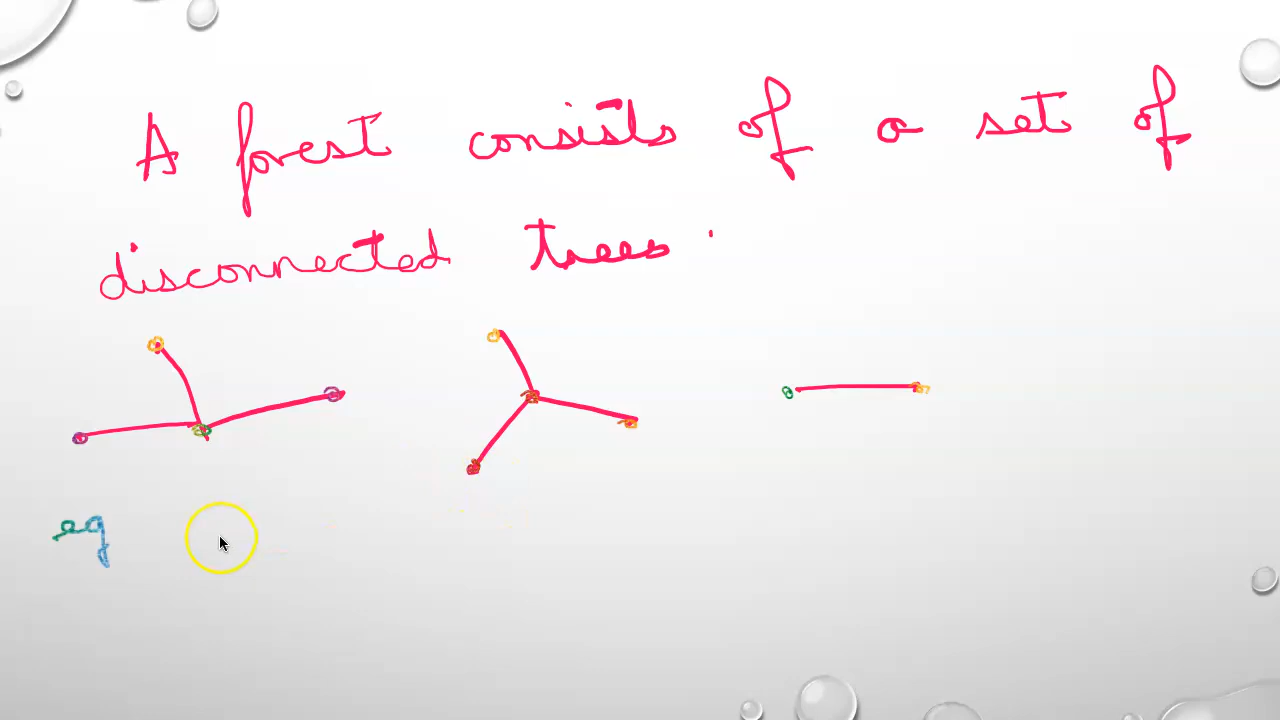 A forest consists of a set of
disconnected trees.
eg